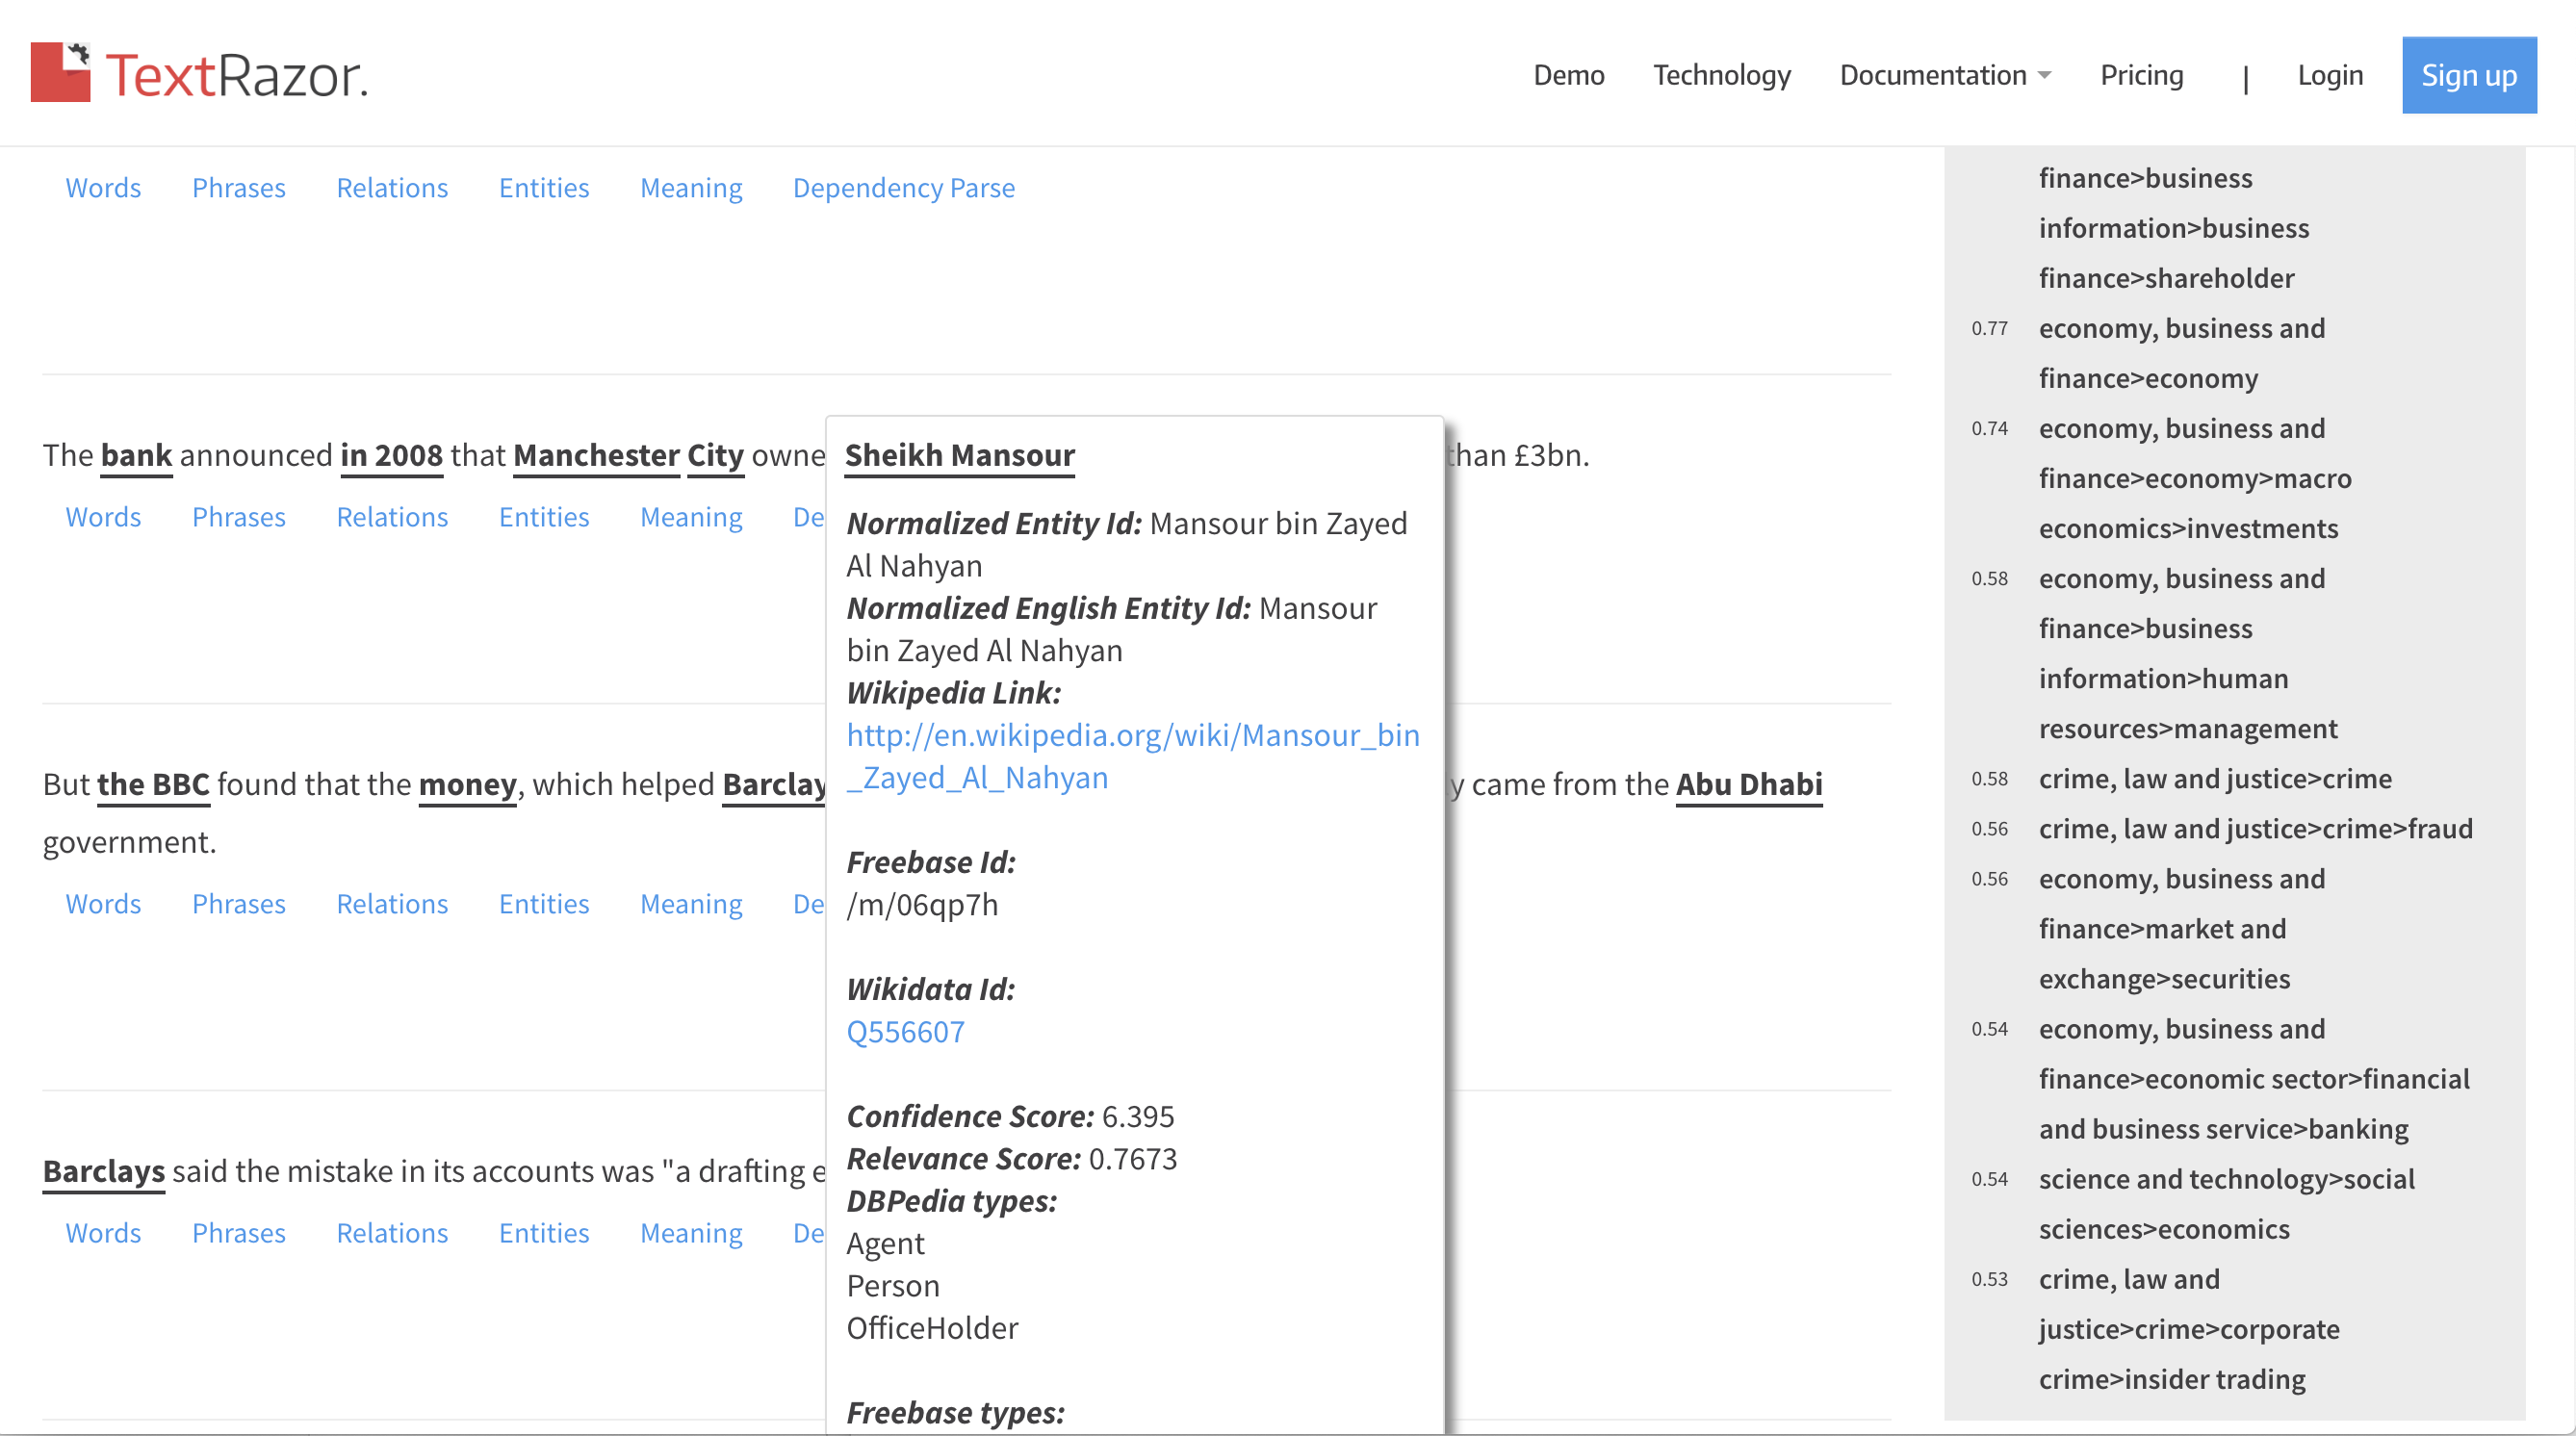 TextRazor.
Demo Technology Documentation Pricing | Login Sign up
Words Phrases Relations Entities Meaning Dependency Parse
The bank announced in 2008 that Manchester City owne
than £3bn.
Words Phrases Relations Entities Meaning De
But the BBC found that the money, which helped Barclay
y came from the Abu Dhabi
government.
Words Phrases Relations Entities Meaning De
Barclays said the mistake in its accounts was "a drafting e
Words Phrases Relations Entities Meaning De
Sheikh Mansour
Normalized Entity Id: Mansour bin Zayed
Al Nahyan
Normalized English Entity Id: Mansour
bin Zayed Al Nahyan
Wikipedia Link:
http://en.wikipedia.org/wiki/Mansour_bin
_Zayed_Al_Nahyan
Freebase Id:
/m/06qp7h
Wikidata Id:
Q556607
Confidence Score: 6.395
Relevance Score: 0.7673
DBPedia types:
Agent
Person
OfficeHolder
Freebase types:
finance>business
information>business
finance>shareholder
0.77 economy, business and
finance>economy
0.74 economy, business and
finance>economy>macro
economics>investments
0.58 economy, business and
finance>business
information>human
resources>management
0.58 crime, law and justice>crime
0.56 crime, law and justice>crime>fraud
0.56 economy, business and
finance>market and
exchange>securities
0.54 economy, business and
finance>economic sector>financial
and business service>banking
0.54 science and technology>social
sciences>economics
0.53 crime, law and
justice>crime>corporate
crime>insider trading